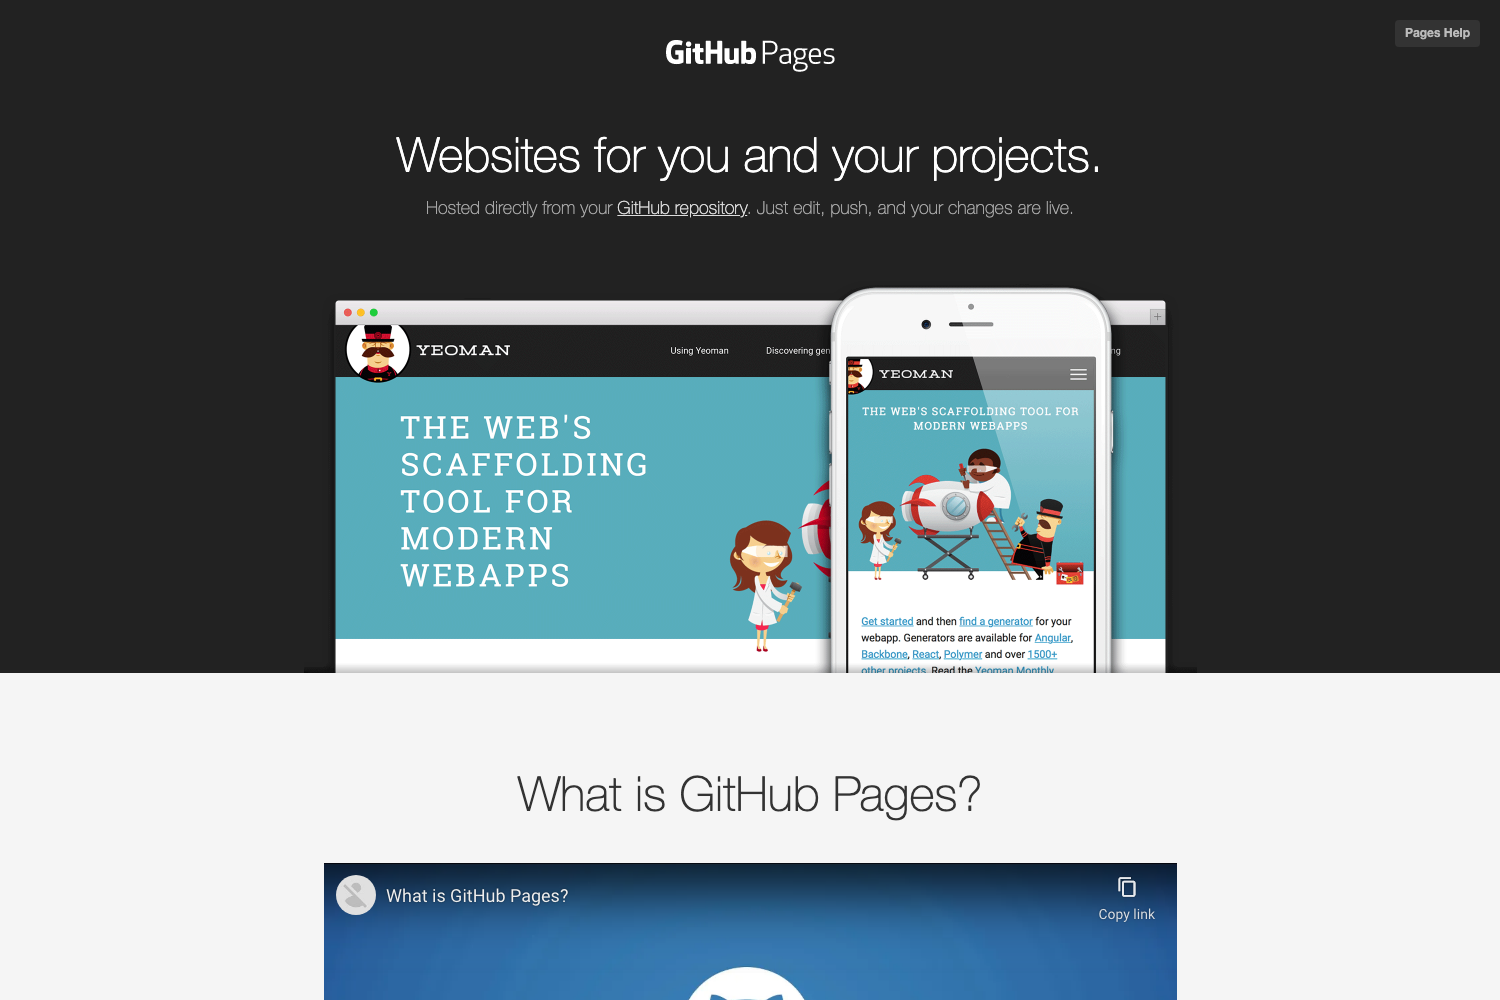 Pages Help
GitHub Pages
Websites for you and your projects.
Hosted directly from your GitHub repository. Just edit, push, and your changes are live.
YEOMAN
Using Yeoman
Discovering gen
ng
THE WEB'S
SCAFFOLDING
TOOL FOR
MODERN
WEBAPPS
YEOMAN
THE WEB'S SCAFFOLDING TOOL FOR
MODERN WEBAPPS
Get started and then find a generator for your
webapp. Generators are available for Angular,
Backbone, React, Polymer and over 1500+
other projects. Read the Yeoman Monthly
What is GitHub Pages?
What is GitHub Pages?
Copy link